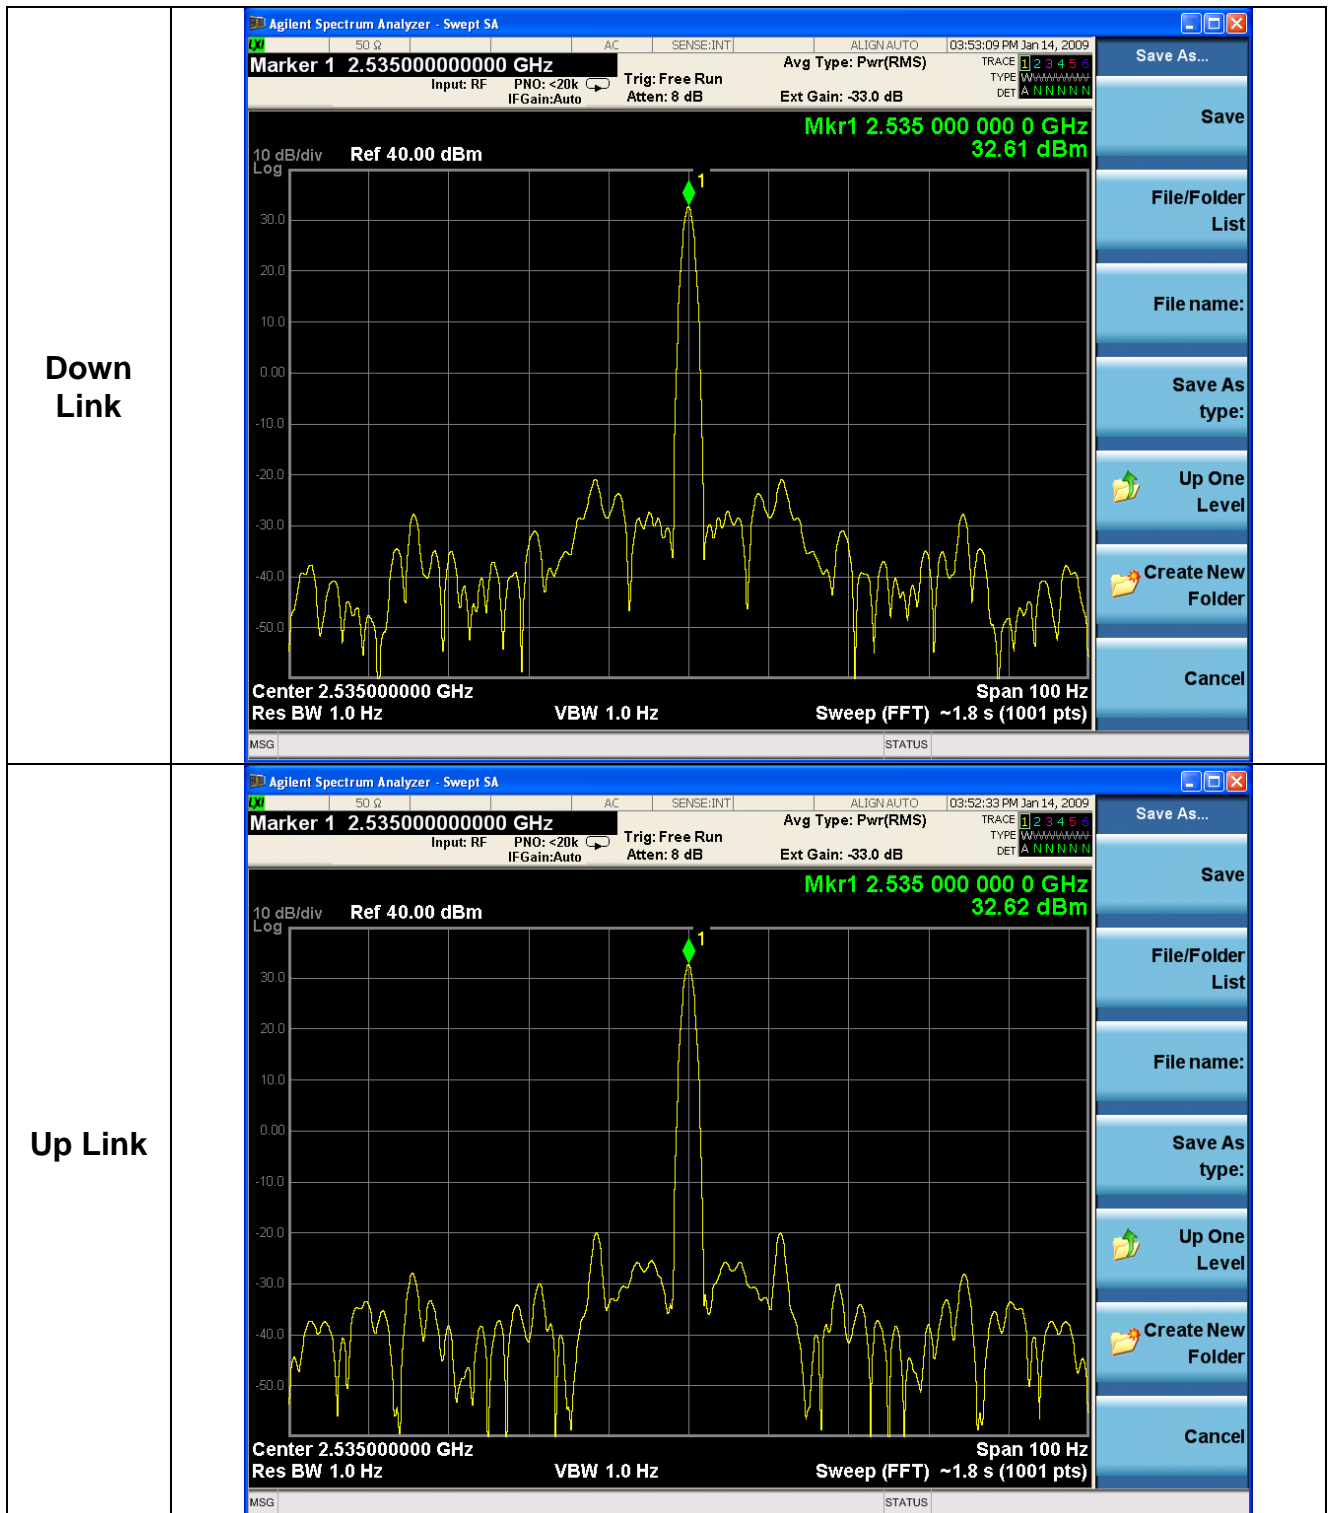 Down
Link
Agilent Spectrum Analyzer - Swept SA
LXI 50 Ω AC SENSE:INT ALIGN AUTO 03:53:09 PM Jan 14, 2009
Marker 1 2.535000000000 GHz
Input: RF PNO: <20k IFGain:Auto
Trig: Free Run
Atten: 8 dB
Avg Type: Pwr(RMS)
Ext Gain: -33.0 dB
TRACE 1 2 3 4 5 6
TYPE
DET A N N N N N
Mkr1 2.535 000 000 0 GHz
32.61 dBm
10 dB/div Ref 40.00 dBm
Log
1
30.0
20.0
10.0
0.00
-10.0
-20.0
-30.0
-40.0
-50.0
Center 2.535000000 GHz Span 100 Hz
Res BW 1.0 Hz VBW 1.0 Hz Sweep (FFT) ~1.8 s (1001 pts)
MSG STATUS
Save As...
Save
File/Folder
List
File name:
Save As
type:
Up One
Level
Create New
Folder
Cancel
Up Link
Agilent Spectrum Analyzer - Swept SA
LXI 50 Ω AC SENSE:INT ALIGN AUTO 03:52:33 PM Jan 14, 2009
Marker 1 2.535000000000 GHz
Input: RF PNO: <20k IFGain:Auto
Trig: Free Run
Atten: 8 dB
Avg Type: Pwr(RMS)
Ext Gain: -33.0 dB
TRACE 1 2 3 4 5 6
TYPE
DET A N N N N N
Mkr1 2.535 000 000 0 GHz
32.62 dBm
10 dB/div Ref 40.00 dBm
Log
1
30.0
20.0
10.0
0.00
-10.0
-20.0
-30.0
-40.0
-50.0
Center 2.535000000 GHz Span 100 Hz
Res BW 1.0 Hz VBW 1.0 Hz Sweep (FFT) ~1.8 s (1001 pts)
MSG STATUS
Save As...
Save
File/Folder
List
File name:
Save As
type:
Up One
Level
Create New
Folder
Cancel